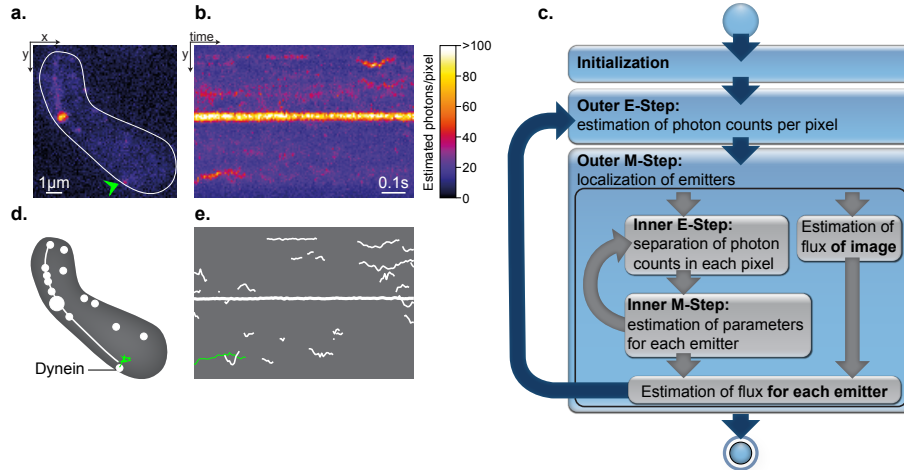 a.
x
y
1µm
b.
time
y
0.1s
Estimated photons/pixel
>100
80
60
40
20
0
c.
Initialization
Outer E-Step:
estimation of photon counts per pixel
Outer M-Step:
localization of emitters
Inner E-Step:
separation of photon
counts in each pixel
Estimation of
flux of image
Inner M-Step:
estimation of parameters
for each emitter
Estimation of flux for each emitter
d.
Dynein
e.